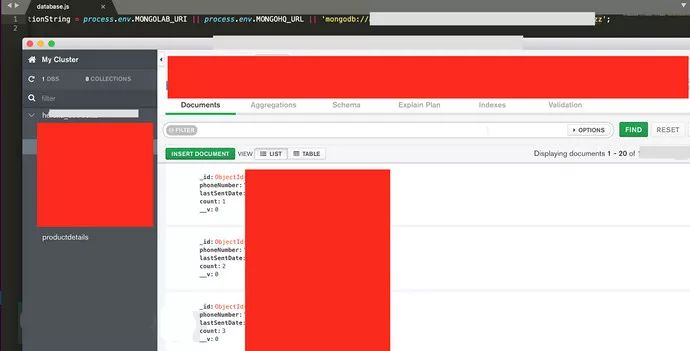 database.js
1 tionString = process.env.MONGOLAB_URI || process.env.MONGOHQ_URL || 'mongodb://
zz';
2
My Cluster
1 DBS 8 COLLECTIONS
filter
Documents Aggregations Schema Explain Plan Indexes Validation
FILTER OPTIONS FIND RESET
INSERT DOCUMENT VIEW LIST TABLE Displaying documents 1 - 20 of
_id:ObjectId
phoneNumber:
lastSentDate:
count:1
__v:0
productdetails
_id:ObjectId
phoneNumber:
lastSentDate:
count:2
__v:0
_id:ObjectId
phoneNumber:
lastSentDate:
count:3
__v:0